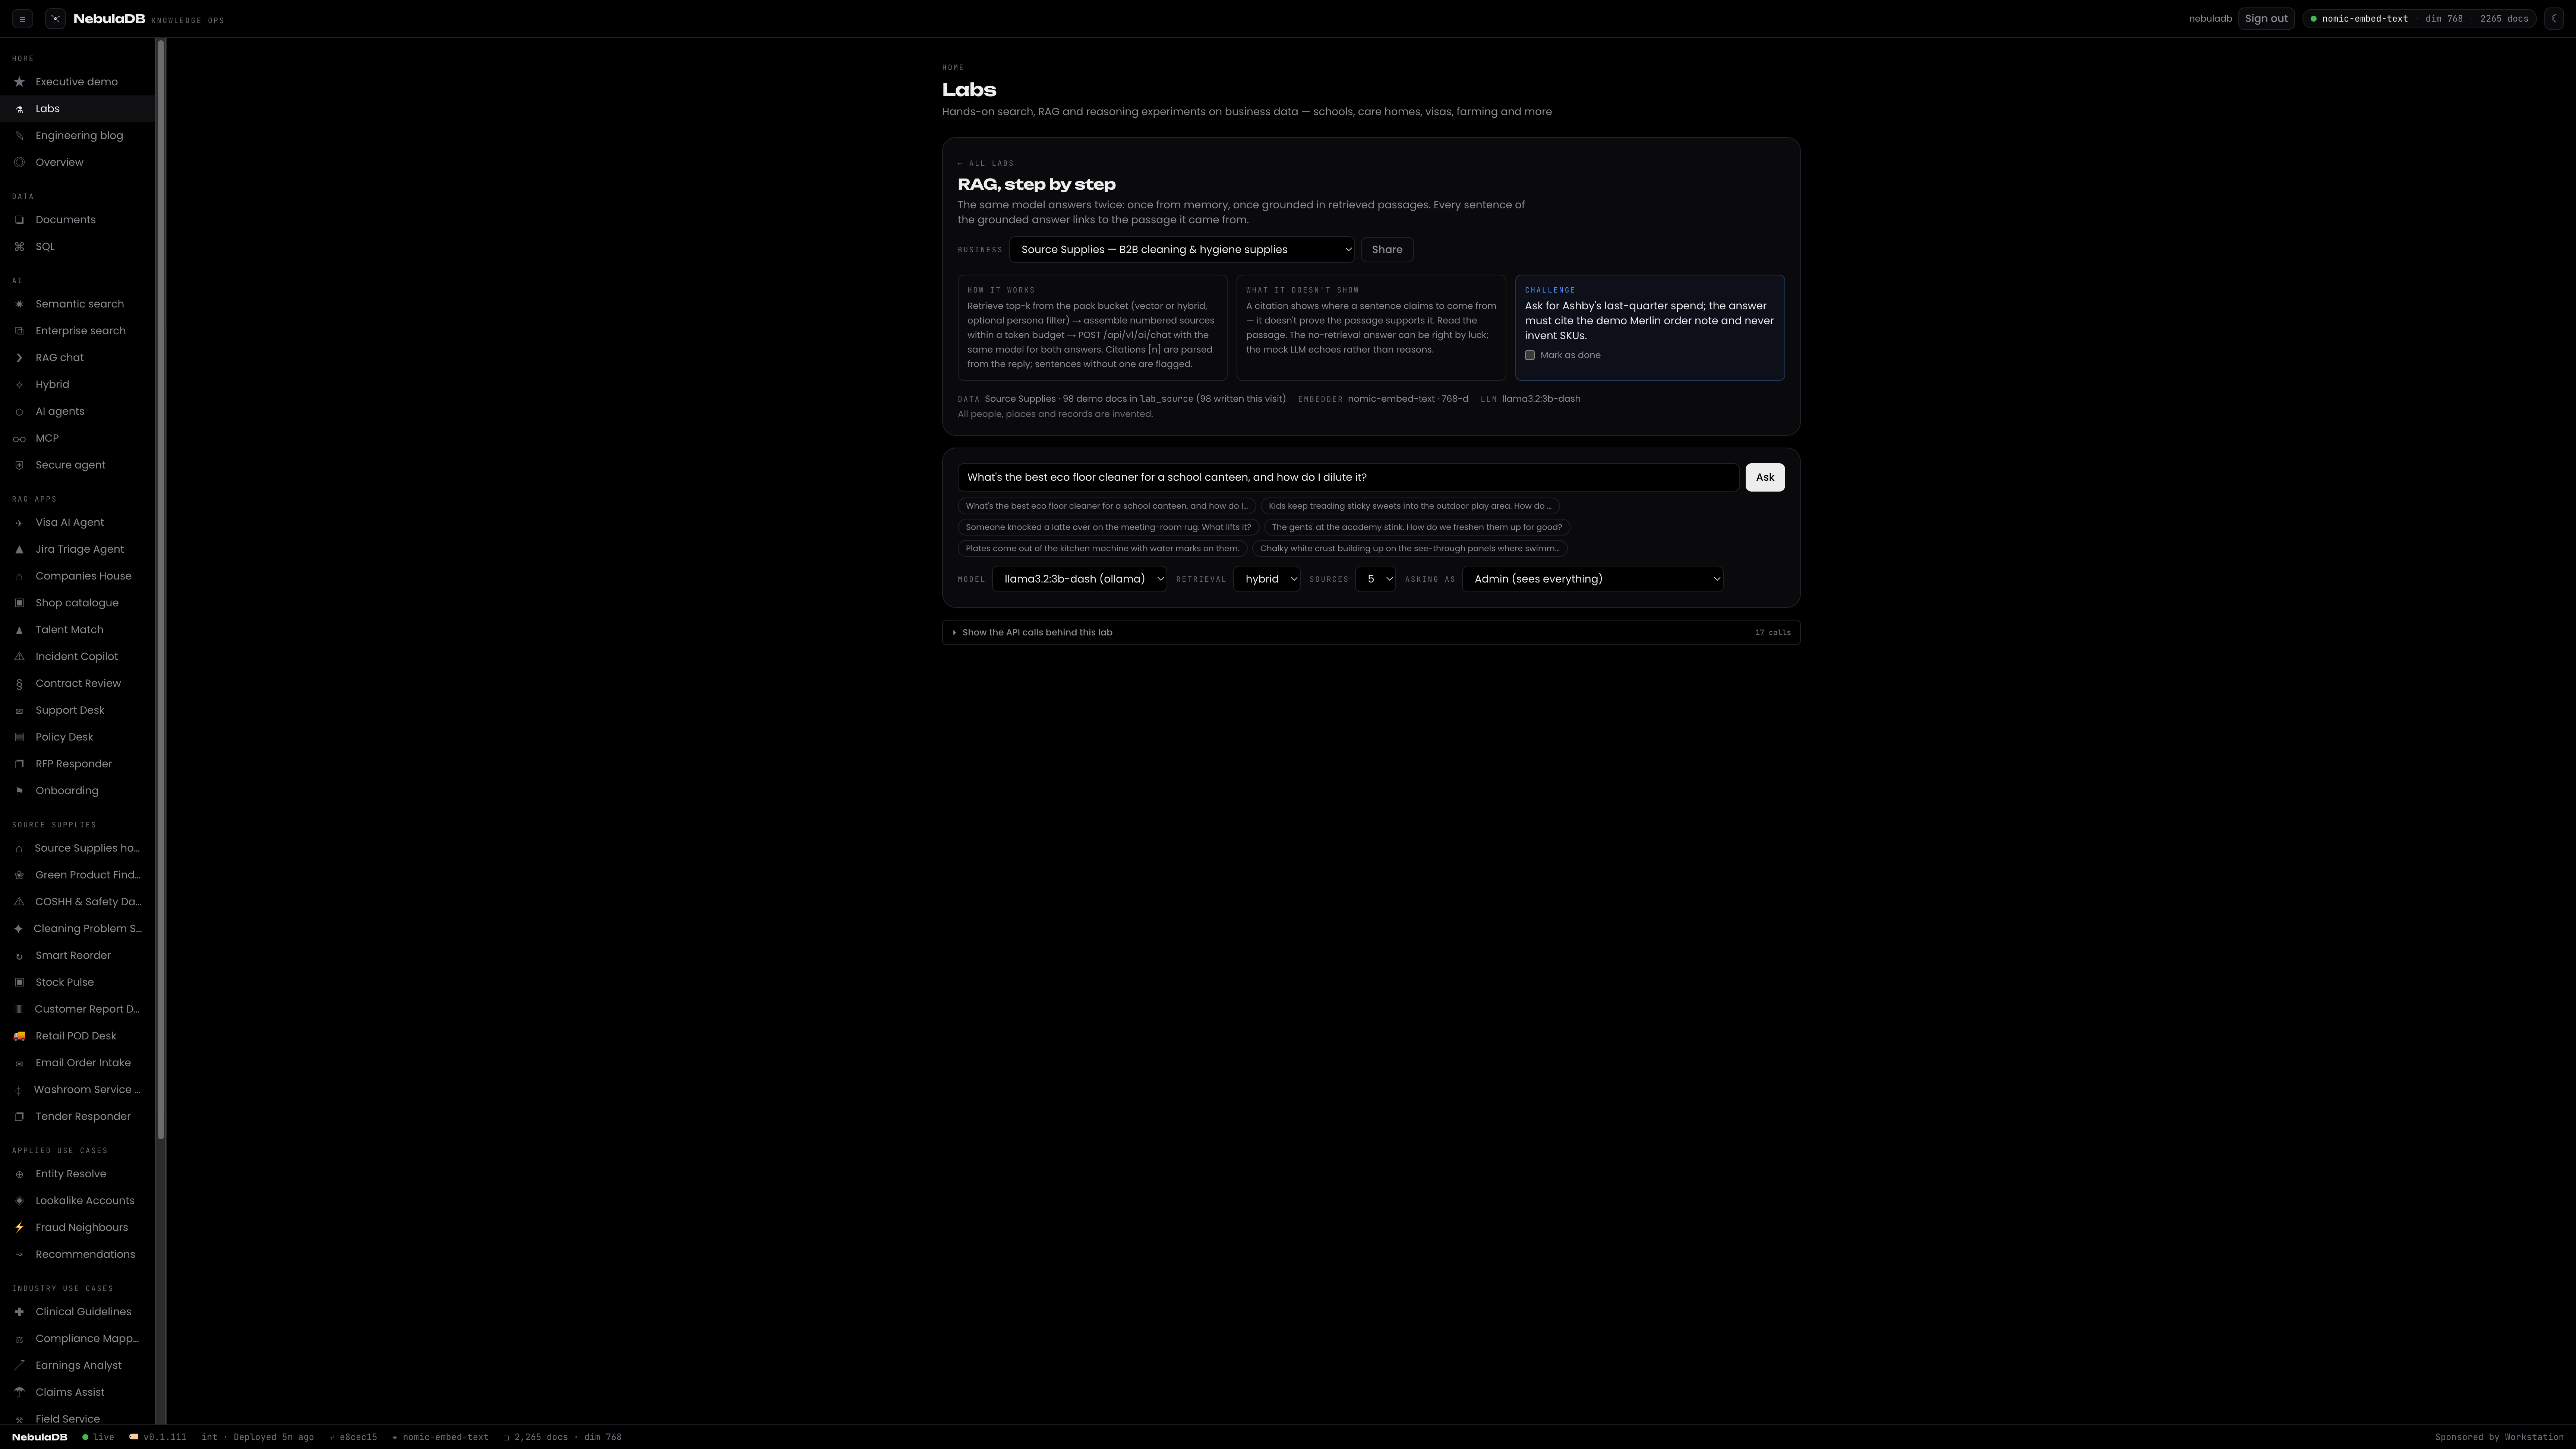 NebulaDB KNOWLEDGE OPS
nebuladb Sign out nomic-embed-text · dim 768 · 2265 docs
HOME
Executive demo
Labs
Engineering blog
Overview
DATA
Documents
SQL
AI
Semantic search
Enterprise search
RAG chat
Hybrid
AI agents
MCP
Secure agent
RAG APPS
Visa AI Agent
Jira Triage Agent
Companies House
Shop catalogue
Talent Match
Incident Copilot
Contract Review
Support Desk
Policy Desk
RFP Responder
Onboarding
SOURCE SUPPLIES
Source Supplies ho...
Green Product Find...
COSHH & Safety Da...
Cleaning Problem S...
Smart Reorder
Stock Pulse
Customer Report D...
Retail POD Desk
Email Order Intake
Washroom Service ...
Tender Responder
APPLIED USE CASES
Entity Resolve
Lookalike Accounts
Fraud Neighbours
Recommendations
INDUSTRY USE CASES
Clinical Guidelines
Compliance Mapp...
Earnings Analyst
Claims Assist
Field Service
HOME
Labs
Hands-on search, RAG and reasoning experiments on business data — schools, care homes, visas, farming and more
← ALL LABS
RAG, step by step
The same model answers twice: once from memory, once grounded in retrieved passages. Every sentence of
the grounded answer links to the passage it came from.
BUSINESS Source Supplies — B2B cleaning & hygiene supplies Share
HOW IT WORKS
Retrieve top-k from the pack bucket (vector or hybrid,
optional persona filter) → assemble numbered sources
within a token budget → POST /api/v1/ai/chat with the
same model for both answers. Citations [n] are parsed
from the reply; sentences without one are flagged.
WHAT IT DOESN'T SHOW
A citation shows where a sentence claims to come from
— it doesn't prove the passage supports it. Read the
passage. The no-retrieval answer can be right by luck;
the mock LLM echoes rather than reasons.
CHALLENGE
Ask for Ashby's last-quarter spend; the answer
must cite the demo Merlin order note and never
invent SKUs.
Mark as done
DATA Source Supplies · 98 demo docs in lab_source (98 written this visit) EMBEDDER nomic-embed-text · 768-d LLM llama3.2:3b-dash
All people, places and records are invented.
What's the best eco floor cleaner for a school canteen, and how do I dilute it? Ask
What's the best eco floor cleaner for a school canteen, and how do I... Kids keep treading sticky sweets into the outdoor play area. How do ...
Someone knocked a latte over on the meeting-room rug. What lifts it? The gents' at the academy stink. How do we freshen them up for good?
Plates come out of the kitchen machine with water marks on them. Chalky white crust building up on the see-through panels where swimm...
MODEL llama3.2:3b-dash (ollama) RETRIEVAL hybrid SOURCES 5 ASKING AS Admin (sees everything)
Show the API calls behind this lab 17 calls
NebulaDB live v0.1.111 int · Deployed 5m ago e8cec15 nomic-embed-text 2,265 docs · dim 768 Sponsored by Workstation